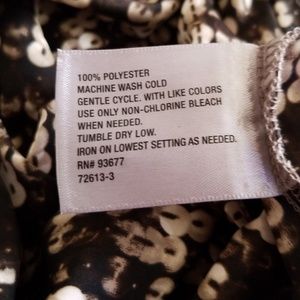 100% POLYESTER
MACHINE WASH COLD
GENTLE CYCLE. WITH LIKE COLORS
USE ONLY NON-CHLORINE BLEACH
WHEN NEEDED.
TUMBLE DRY LOW.
IRON ON LOWEST SETTING AS NEEDED.
RN# 93677
72613-3